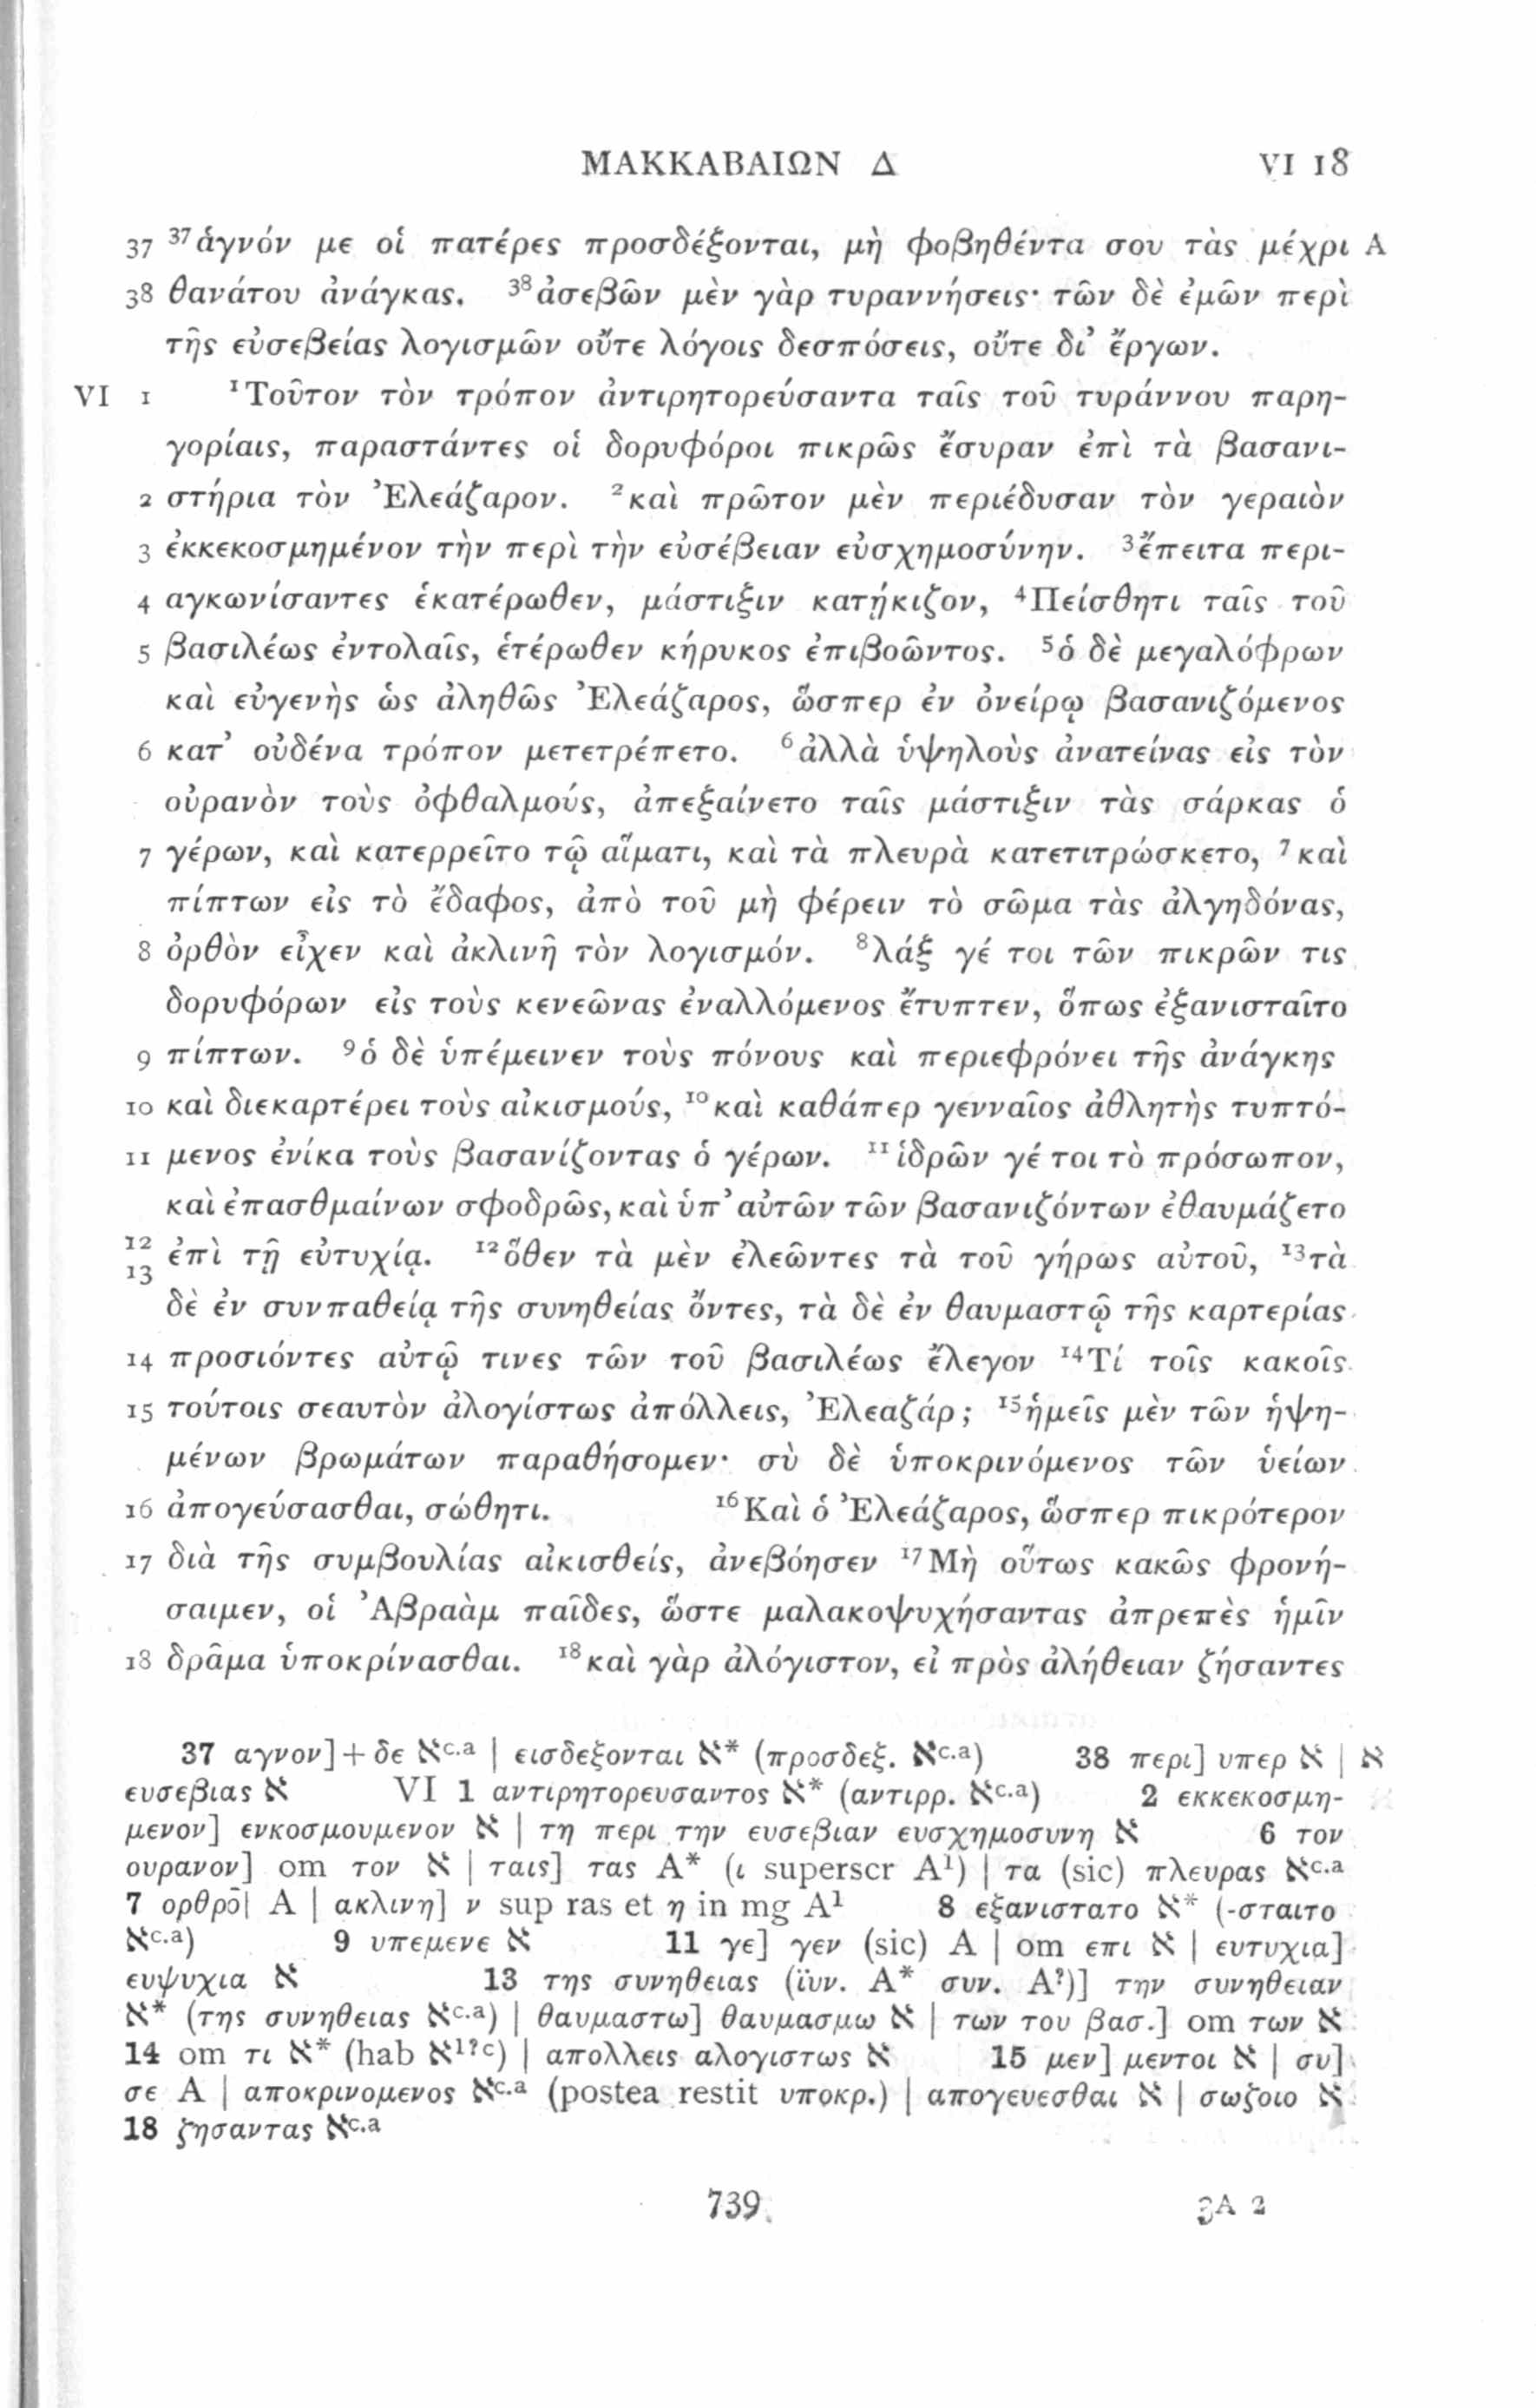 ΜΑΚΚΑΒΑΙΩΝ Δ VI 18
37 ³⁷ἁγνόν με οἱ πατέρες προσδέξονται, μὴ φοβηθέντα σου τὰς μέχρι A
38 θανάτου ἀνάγκας. ³⁸ἀσεβῶν μὲν γὰρ τυραννήσεις· τῶν δὲ ἐμῶν περὶ
τῆς εὐσεβείας λογισμῶν οὔτε λόγοις δεσπόσεις, οὔτε δι᾽ ἔργων.
VI 1 ¹Τοῦτον τὸν τρόπον ἀντιρητορεύσαντα ταῖς τοῦ τυράννου παρη-
γορίαις, παραστάντες οἱ δορυφόροι πικρῶς ἔσυραν ἐπὶ τὰ βασανι-
2 στήρια τὸν Ἐλεάζαρον. ²καὶ πρῶτον μὲν περιέδυσαν τὸν γεραιὸν
3 ἐκκεκοσμημένον τὴν περὶ τὴν εὐσέβειαν εὐσχημοσύνην. ³ἔπειτα περι-
4 αγκωνίσαντες ἑκατέρωθεν, μάστιξιν κατῄκιζον, ⁴Πείσθητι ταῖς τοῦ
5 βασιλέως ἐντολαῖς, ἑτέρωθεν κήρυκος ἐπιβοῶντος. ⁵ὁ δὲ μεγαλόφρων
καὶ εὐγενὴς ὡς ἀληθῶς Ἐλεάζαρος, ὥσπερ ἐν ὀνείρῳ βασανιζόμενος
6 κατ᾽ οὐδένα τρόπον μετετρέπετο. ⁶ἀλλὰ ὑψηλοὺς ἀνατείνας εἰς τὸν
οὐρανὸν τοὺς ὀφθαλμούς, ἀπεξαίνετο ταῖς μάστιξιν τὰς σάρκας ὁ
7 γέρων, καὶ κατερρεῖτο τῷ αἵματι, καὶ τὰ πλευρὰ κατετιτρώσκετο, ⁷καὶ
πίπτων εἰς τὸ ἔδαφος, ἀπὸ τοῦ μὴ φέρειν τὸ σῶμα τὰς ἀλγηδόνας,
8 ὀρθὸν εἶχεν καὶ ἀκλινῆ τὸν λογισμόν. ⁸λάξ γέ τοι τῶν πικρῶν τις
δορυφόρων εἰς τοὺς κενεῶνας ἐναλλόμενος ἔτυπτεν, ὅπως ἐξανισταῖτο
9 πίπτων. ⁹ὁ δὲ ὑπέμεινεν τοὺς πόνους καὶ περιεφρόνει τῆς ἀνάγκης
10 καὶ διεκαρτέρει τοὺς αἰκισμούς, ¹⁰καὶ καθάπερ γενναῖος ἀθλητὴς τυπτό-
11 μενος ἐνίκα τοὺς βασανίζοντας ὁ γέρων. ¹¹ἱδρῶν γέ τοι τὸ πρόσωπον,
καὶ ἐπασθμαίνων σφοδρῶς, καὶ ὑπ᾽ αὐτῶν τῶν βασανιζόντων ἐθαυμάζετο
12 13 ἐπὶ τῇ εὐτυχίᾳ. ¹²ὅθεν τὰ μὲν ἐλεῶντες τὰ τοῦ γήρως αὐτοῦ, ¹³τὰ
δὲ ἐν συνπαθείᾳ τῆς συνηθείας ὄντες, τὰ δὲ ἐν θαυμαστῷ τῆς καρτερίας
14 προσιόντες αὐτῷ τινες τῶν τοῦ βασιλέως ἔλεγον ¹⁴Τί τοῖς κακοῖς
15 τούτοις σεαυτὸν ἀλογίστως ἀπόλλεις, Ἐλεαζάρ; ¹⁵ἡμεῖς μὲν τῶν ἡψη-
μένων βρωμάτων παραθήσομεν· σὺ δὲ ὑποκρινόμενος τῶν ὑείων
16 ἀπογεύσασθαι, σώθητι. ¹⁶Καὶ ὁ Ἐλεάζαρος, ὥσπερ πικρότερον
17 διὰ τῆς συμβουλίας αἰκισθείς, ἀνεβόησεν ¹⁷Μὴ οὕτως κακῶς φρονή-
σαιμεν, οἱ Ἀβραὰμ παῖδες, ὥστε μαλακοψυχήσαντας ἀπρεπὲς ἡμῖν
18 δρᾶμα ὑποκρίνασθαι. ¹⁸καὶ γὰρ ἀλόγιστον, εἰ πρὸς ἀλήθειαν ζήσαντες
37 αγνον] + δε ℵc.a | εισδεξονται ℵ* (προσδεξ. ℵc.a) 38 περι] υπερ ℵ | ℵ
ευσεβιας ℵ VI 1 αντιρητορευσαντος ℵ* (αντιρρ. ℵc.a) 2 εκκεκοσμη-
μενον] ενκοσμουμενον ℵ | τη περι την ευσεβιαν ευσχημοσυνη ℵ 6 τον
ουρανον] om τον ℵ | ταις] τας A* (ι superscr A¹) | τα (sic) πλευρας ℵc.a
7 ορθρō| A | ακλινη] ν sup ras et η in mg A¹ 8 εξανιστατο ℵ* (-σταιτο
ℵc.a) 9 υπεμενε ℵ 11 γε] γεν (sic) A | om επι ℵ | ευτυχια]
ευψυχια ℵ 13 της συνηθειας (ϊυν. A* συν. A?)] την συνηθειαν
ℵ* (της συνηθειας ℵc.a) | θαυμαστω] θαυμασμω ℵ | των του βασ.] om των ℵ
14 om τι ℵ* (hab ℵ1?c) | απολλεις αλογιστως ℵ 15 μεν] μεντοι ℵ | συ]
σε A | αποκρινομενος ℵc.a (postea restit υποκρ.) | απογευεσθαι ℵ | σωζοιο ℵ
18 ζησαντας ℵc.a
739 3A 2